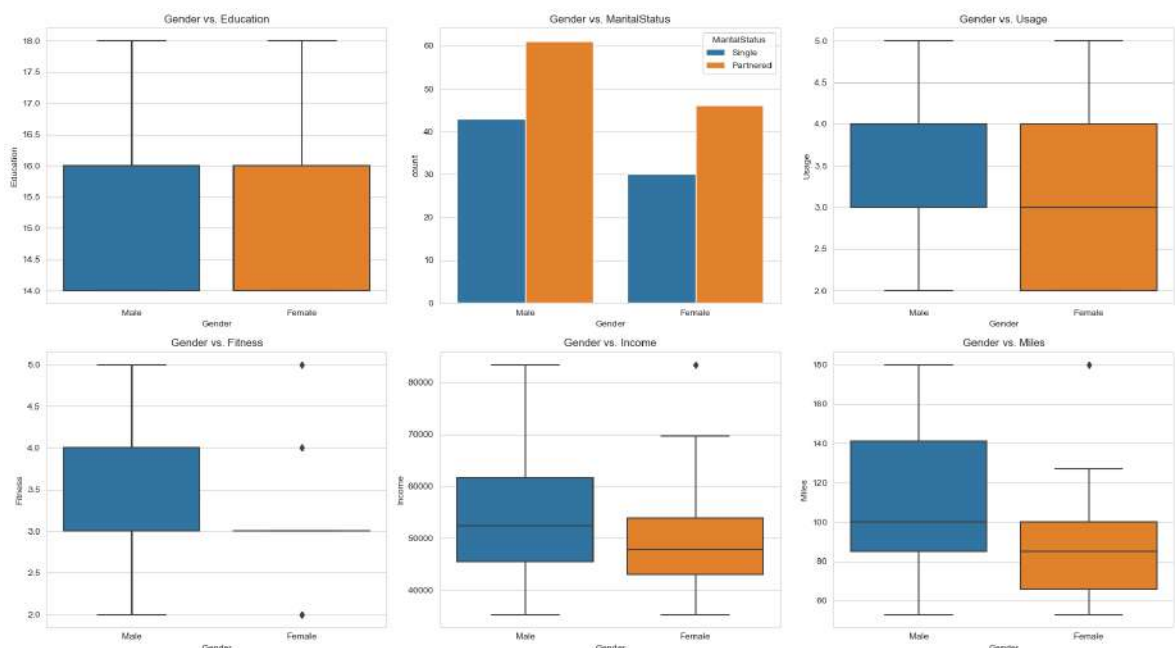 Gender vs. Education
18.0
17.5
17.0
16.5
16.0
15.5
15.0
14.5
14.0
Education
Male
Female
Gender
Gender vs. MaritalStatus
MaritalStatus
Single
Partnered
60
50
40
30
20
10
0
count
Male
Female
Gender
Gender vs. Usage
5.0
4.5
4.0
3.5
3.0
2.5
2.0
Usage
Male
Female
Gender
Gender vs. Fitness
5.0
4.5
4.0
3.5
3.0
2.5
2.0
Fitness
Male
Female
Gender
Gender vs. Income
80000
70000
60000
50000
40000
Income
Male
Female
Gender
Gender vs. Miles
180
160
140
120
100
80
60
Miles
Male
Female
Gender